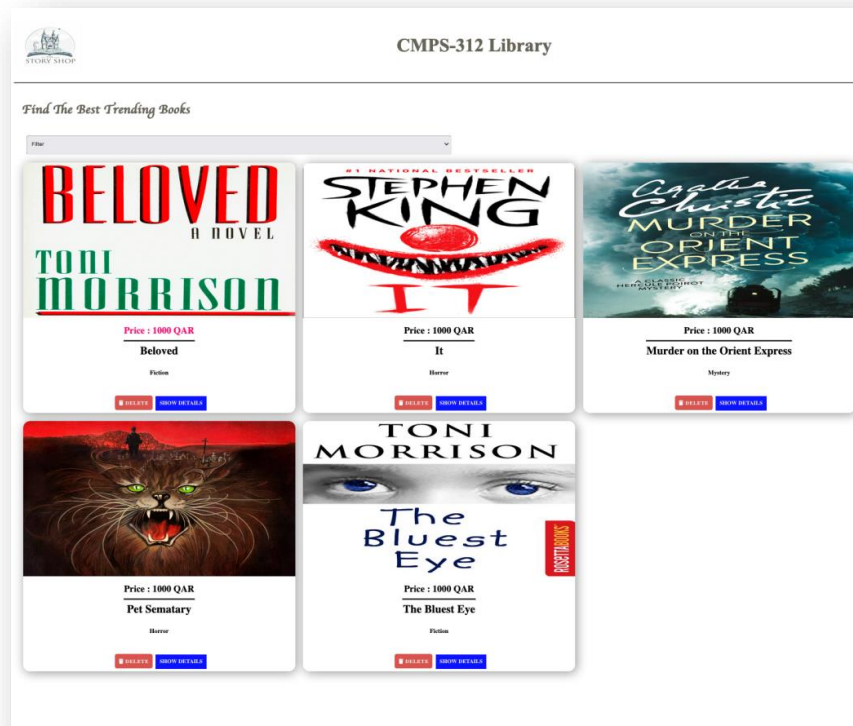 STORY SHOP
CMPS-312 Library
Find The Best Trending Books
Filter
BELOVED
A NOVEL
TONI
MORRISON
Price : 1000 QAR
Beloved
Fiction
DELETE SHOW DETAILS
#1 NATIONAL BESTSELLER
STEPHEN
KING
IT
Price : 1000 QAR
It
Horror
DELETE SHOW DETAILS
Agatha
Christie
MURDER
ON THE
ORIENT
EXPRESS
A CLASSIC
HERCULE POIROT
MYSTERY
Price : 1000 QAR
Murder on the Orient Express
Mystery
DELETE SHOW DETAILS
Price : 1000 QAR
Pet Sematary
Horror
DELETE SHOW DETAILS
TONI
MORRISON
The
Bluest
Eye
ROSETTABOOKS
Price : 1000 QAR
The Bluest Eye
Fiction
DELETE SHOW DETAILS